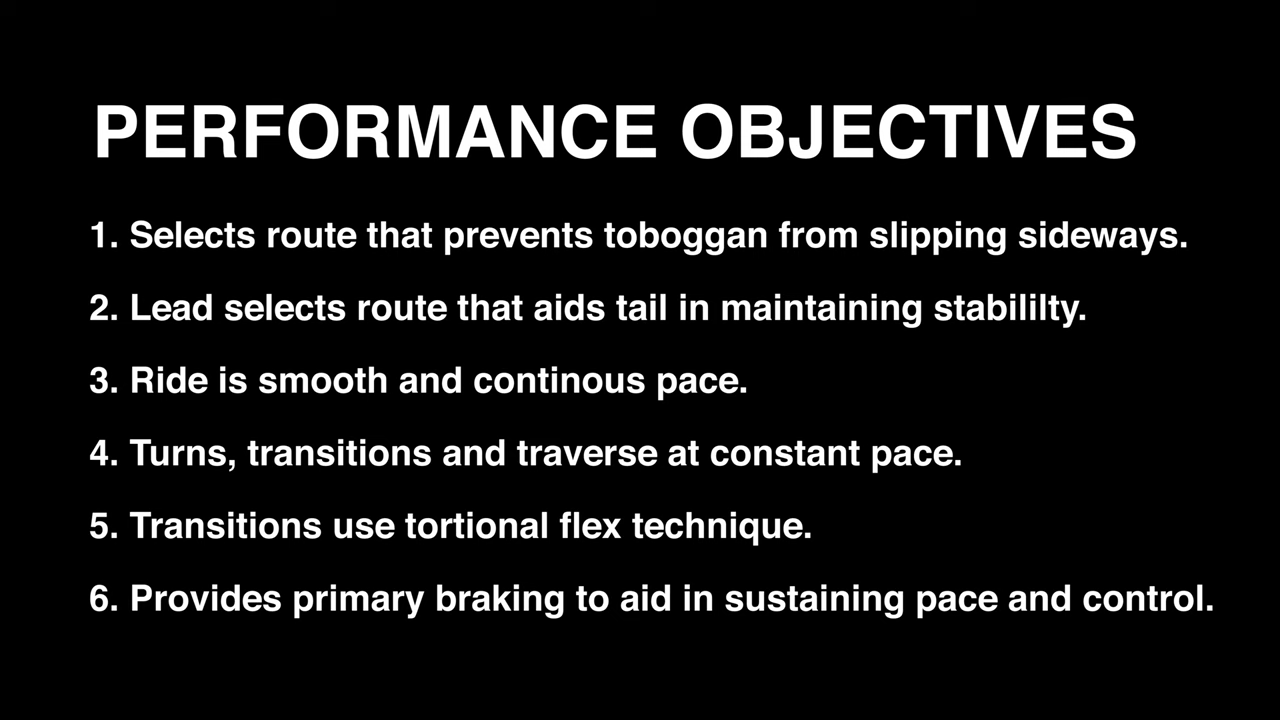 PERFORMANCE OBJECTIVES
1. Selects route that prevents toboggan from slipping sideways.
2. Lead selects route that aids tail in maintaining stabililty.
3. Ride is smooth and continous pace.
4. Turns, transitions and traverse at constant pace.
5. Transitions use tortional flex technique.
6. Provides primary braking to aid in sustaining pace and control.